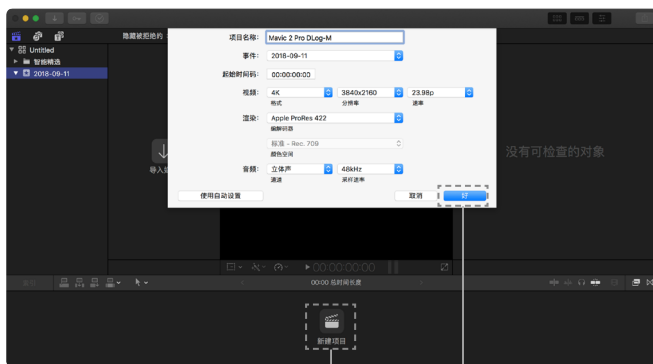 隐藏被拒绝的
Untitled
智能精选
2018-09-11
项目名称: Mavic 2 Pro DLog-M
事件: 2018-09-11
起始时间码: 00:00:00:00
视频: 4K 3840x2160 23.98p
格式 分辨率 速率
渲染: Apple ProRes 422
编解码器
标准 - Rec. 709
颜色空间
音频: 立体声 48kHz
通道 采样速率
使用自动设置 取消 好
没有可检查的对象
00:00:00:00
00:00 总时间长度
新建项目